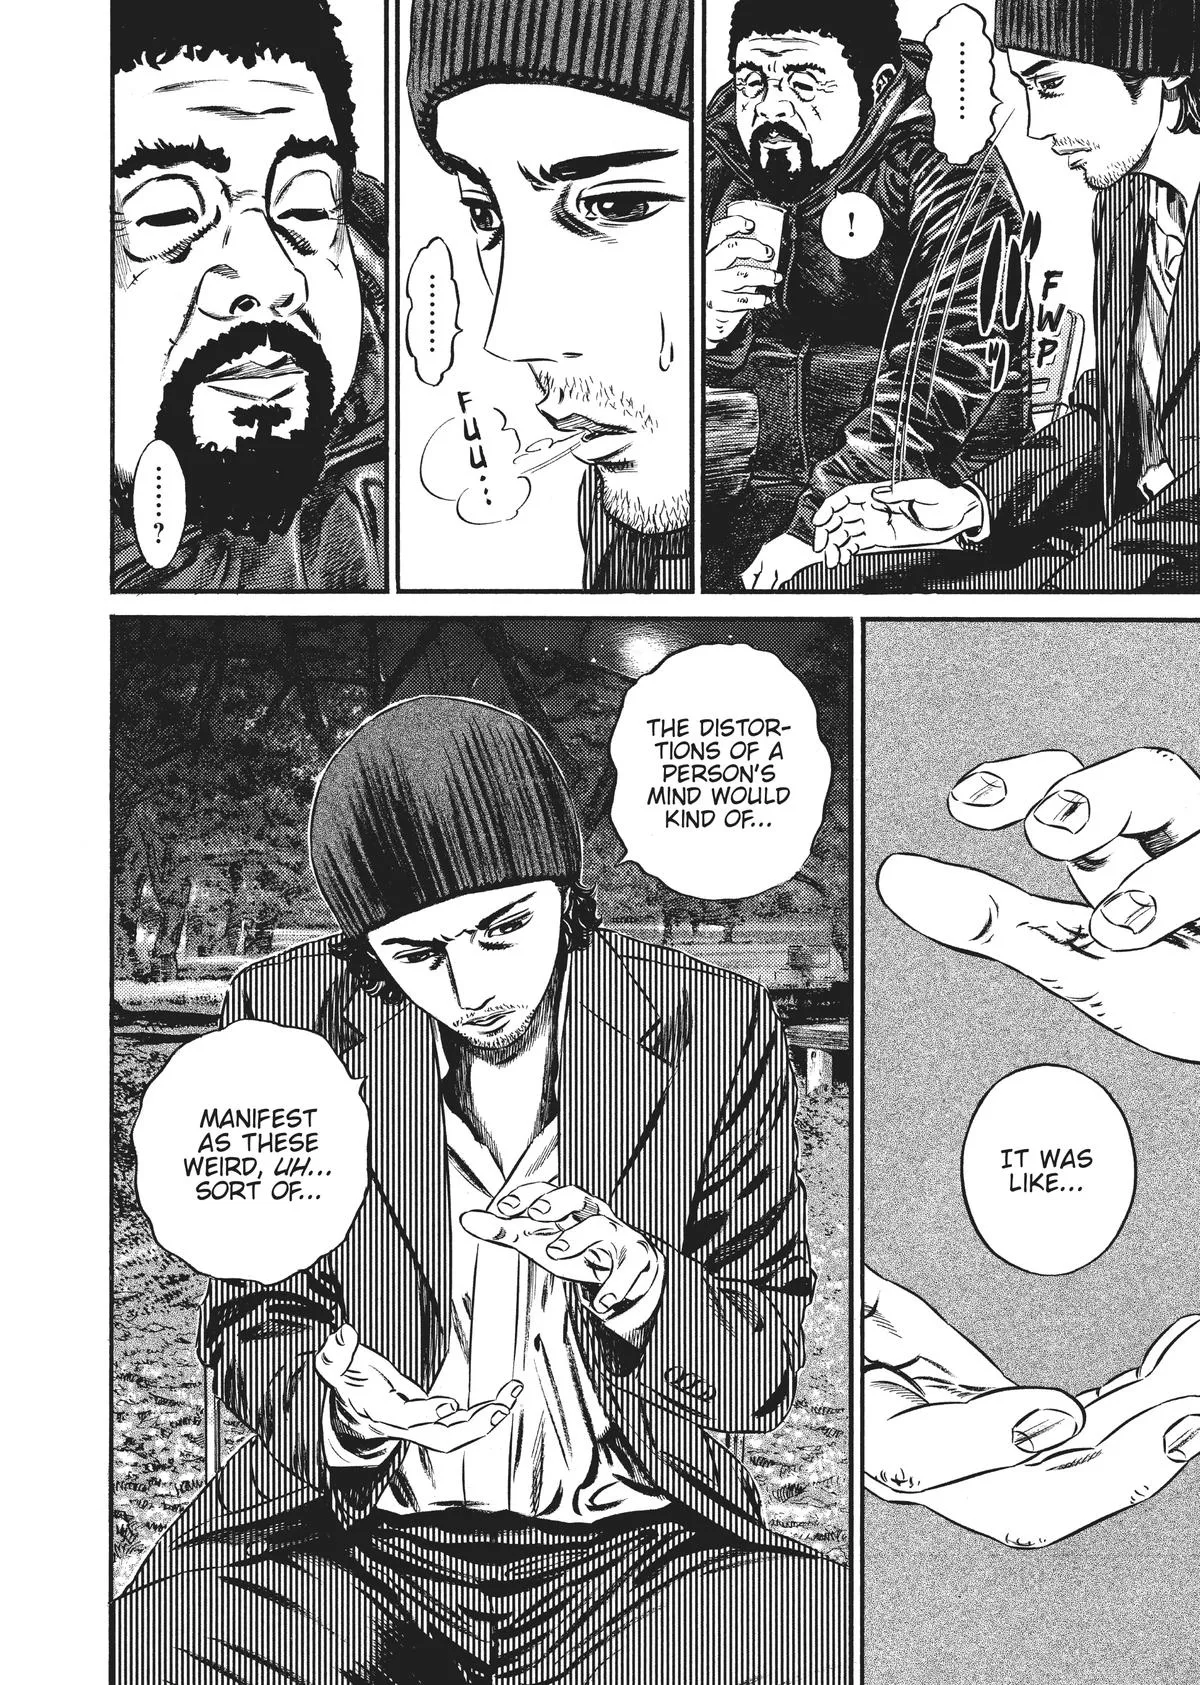 .........
!
FWP
.........
FUU...
......?
IT WAS
LIKE...
THE DISTOR-
TIONS OF A
PERSON'S
MIND WOULD
KIND OF...
MANIFEST
AS THESE
WEIRD, UH...
SORT OF...